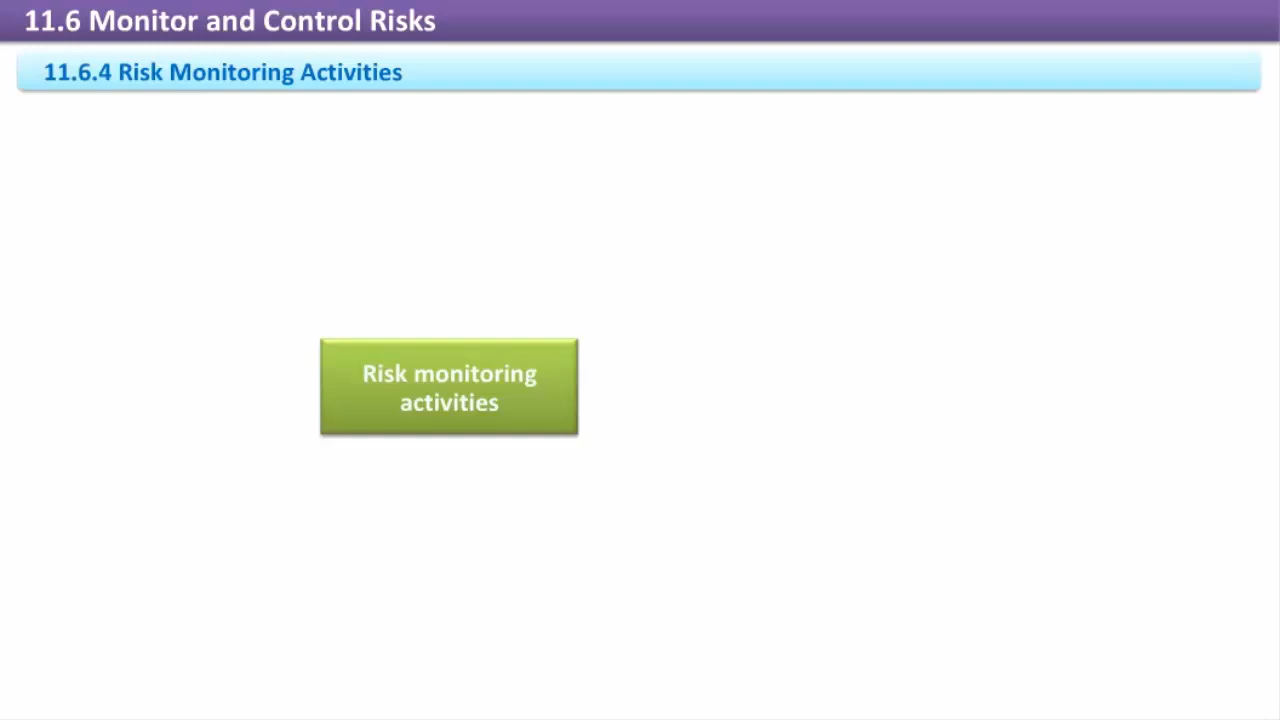 11.6 Monitor and Control Risks
11.6.4 Risk Monitoring Activities
Risk monitoring
activities